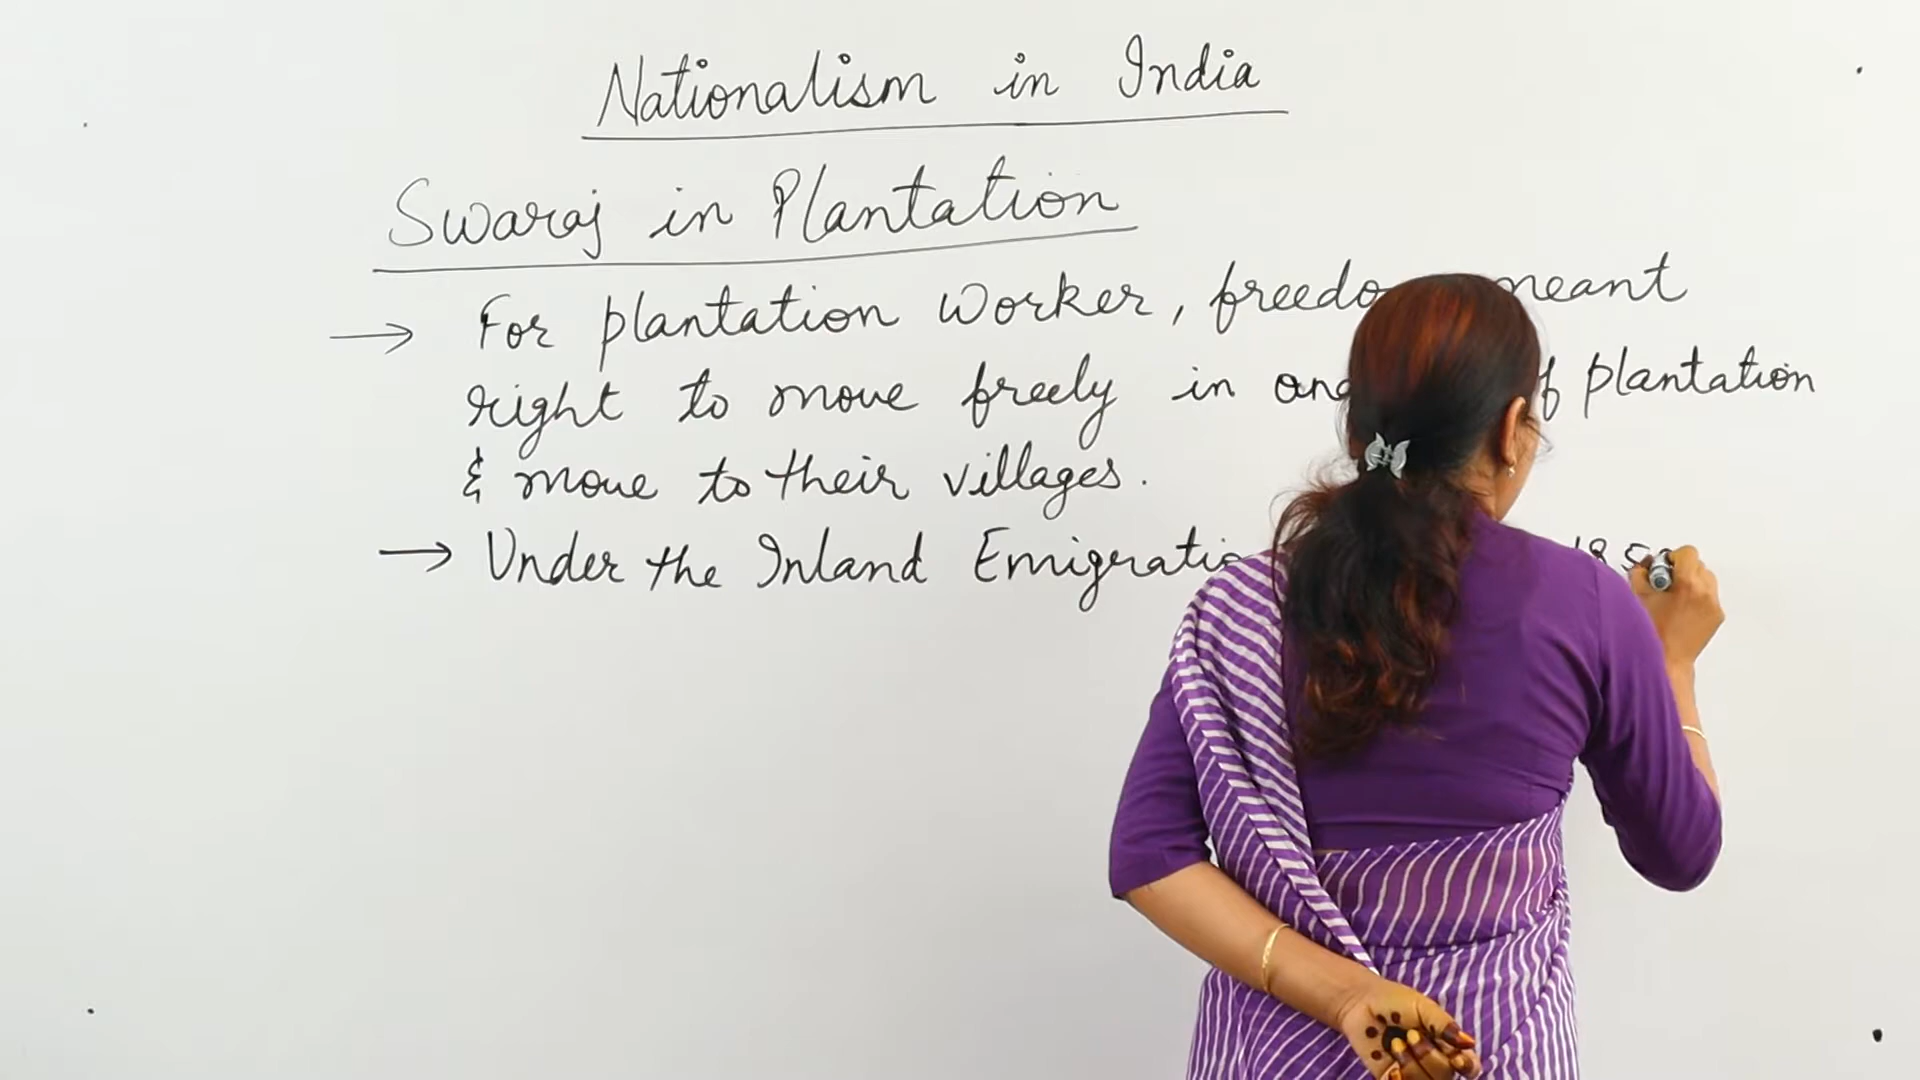 Nationalism in India
Swaraj in Plantation
→ For plantation worker, freedo meant
right to move freely in and f plantation
& move to their villages.
→ Under the Inland Emigratio 185